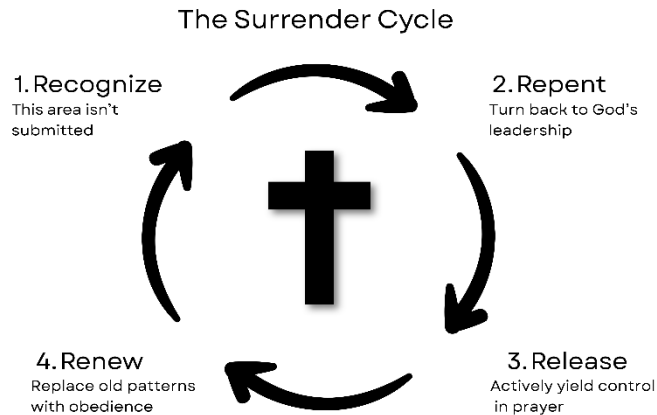 The Surrender Cycle
1. Recognize
This area isn't
submitted
2. Repent
Turn back to God's
leadership
3. Release
Actively yield control
in prayer
4. Renew
Replace old patterns
with obedience